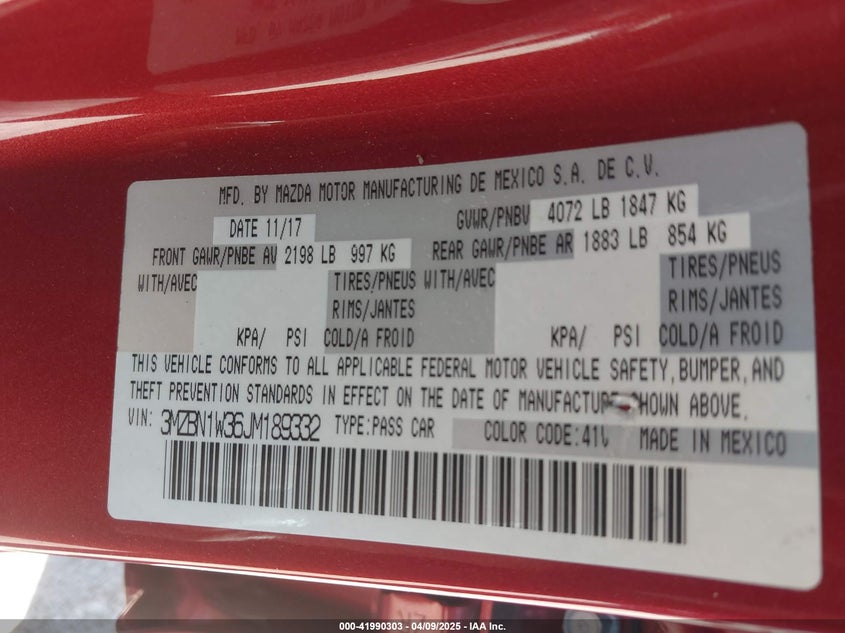 MFD. BY MAZDA MOTOR MANUFACTURING DE MEXICO S.A. DE C.V.
DATE 11/17 GVWR/PNBV 4072 LB 1847 KG
FRONT GAWR/PNBE AV 2198 LB 997 KG REAR GAWR/PNBE AR 1883 LB 854 KG
WITH/AVEC TIRES/PNEUS WITH/AVEC TIRES/PNEUS
RIMS/JANTES RIMS/JANTES
KPA/ PSI COLD/A FROID KPA/ PSI COLD/A FROID
THIS VEHICLE CONFORMS TO ALL APPLICABLE FEDERAL MOTOR VEHICLE SAFETY, BUMPER, AND
THEFT PREVENTION STANDARDS IN EFFECT ON THE DATE OF MANUFACTURE SHOWN ABOVE.
VIN: 3MZBN1W36JM189332 TYPE:PASS CAR COLOR CODE:41V MADE IN MEXICO
000-41990303 - 04/09/2025 - IAA Inc.